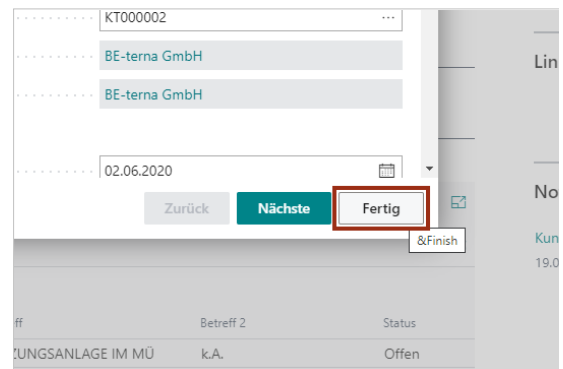 KT000002
BE-terna GmbH
Lin
BE-terna GmbH
02.06.2020
Zurück Nächste Fertig
No
&Finish
Kun
19.0
ff Betreff 2 Status
ZUNGSANLAGE IM MÜ k.A. Offen